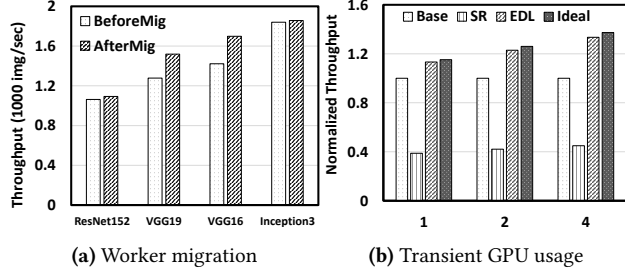 Throughput (1000 img/sec)
2
1.6
1.2
0.8
0.4
0
BeforeMig
AfterMig
ResNet152 VGG19 VGG16 Inception3
(a) Worker migration
Base SR EDL Ideal
Normalized Throughput
1.6
1.2
0.8
0.4
0.0
1 2 4
(b) Transient GPU usage